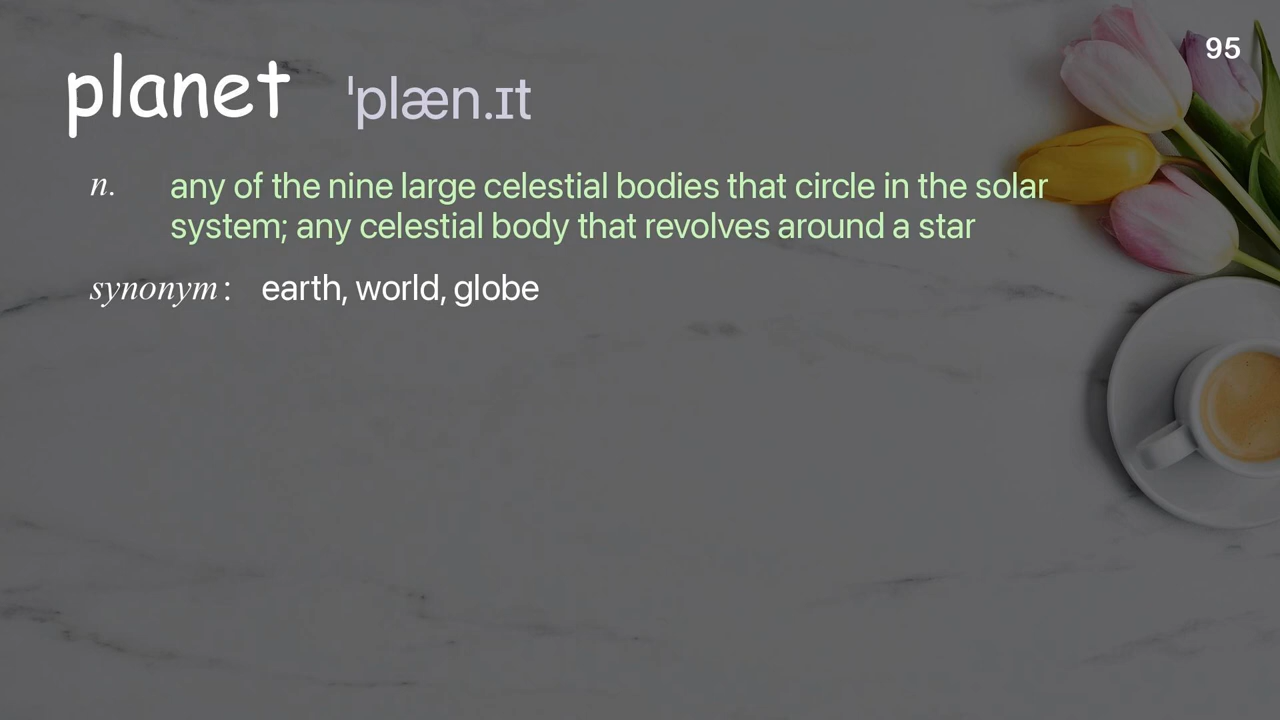 95
planet ˈplæn.ɪt
n. any of the nine large celestial bodies that circle in the solar
system; any celestial body that revolves around a star
synonym: earth, world, globe